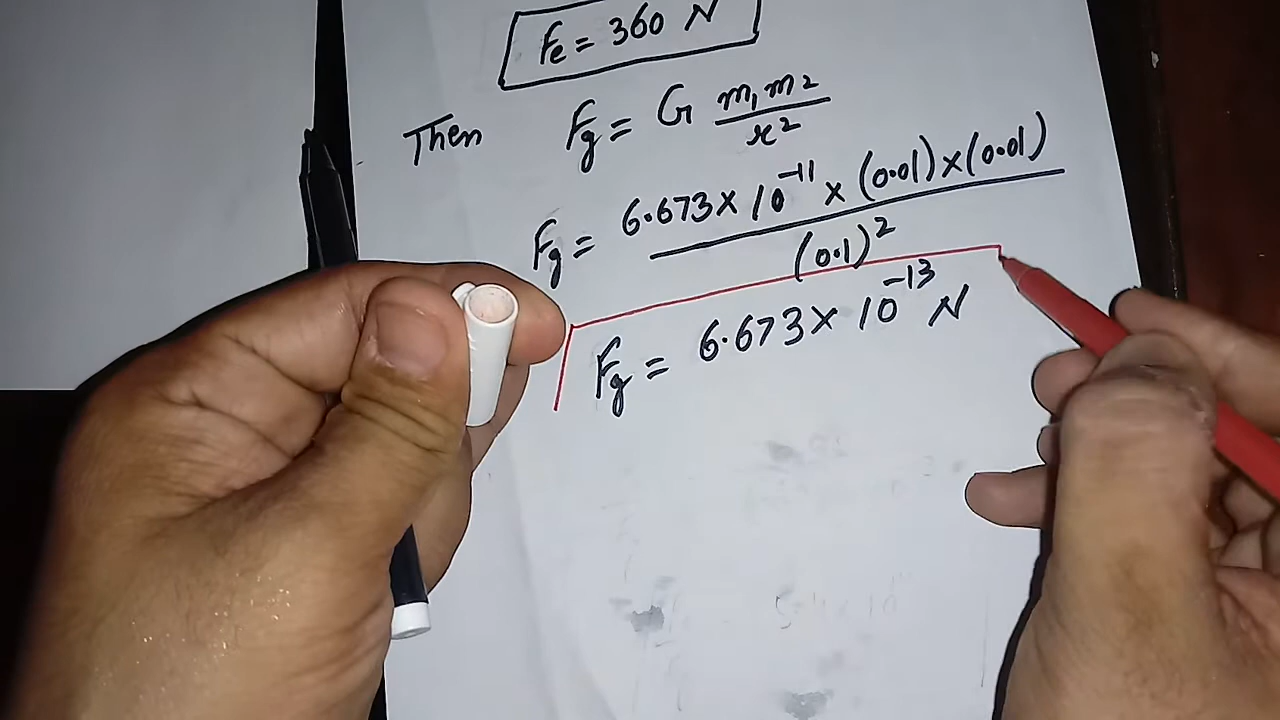 Fe = 360 N
Then Fg = G m₁m₂ / r²
Fg = 6.673 × 10⁻¹¹ × (0.01) × (0.01) / (0.1)²
Fg = 6.673 × 10⁻¹³ N